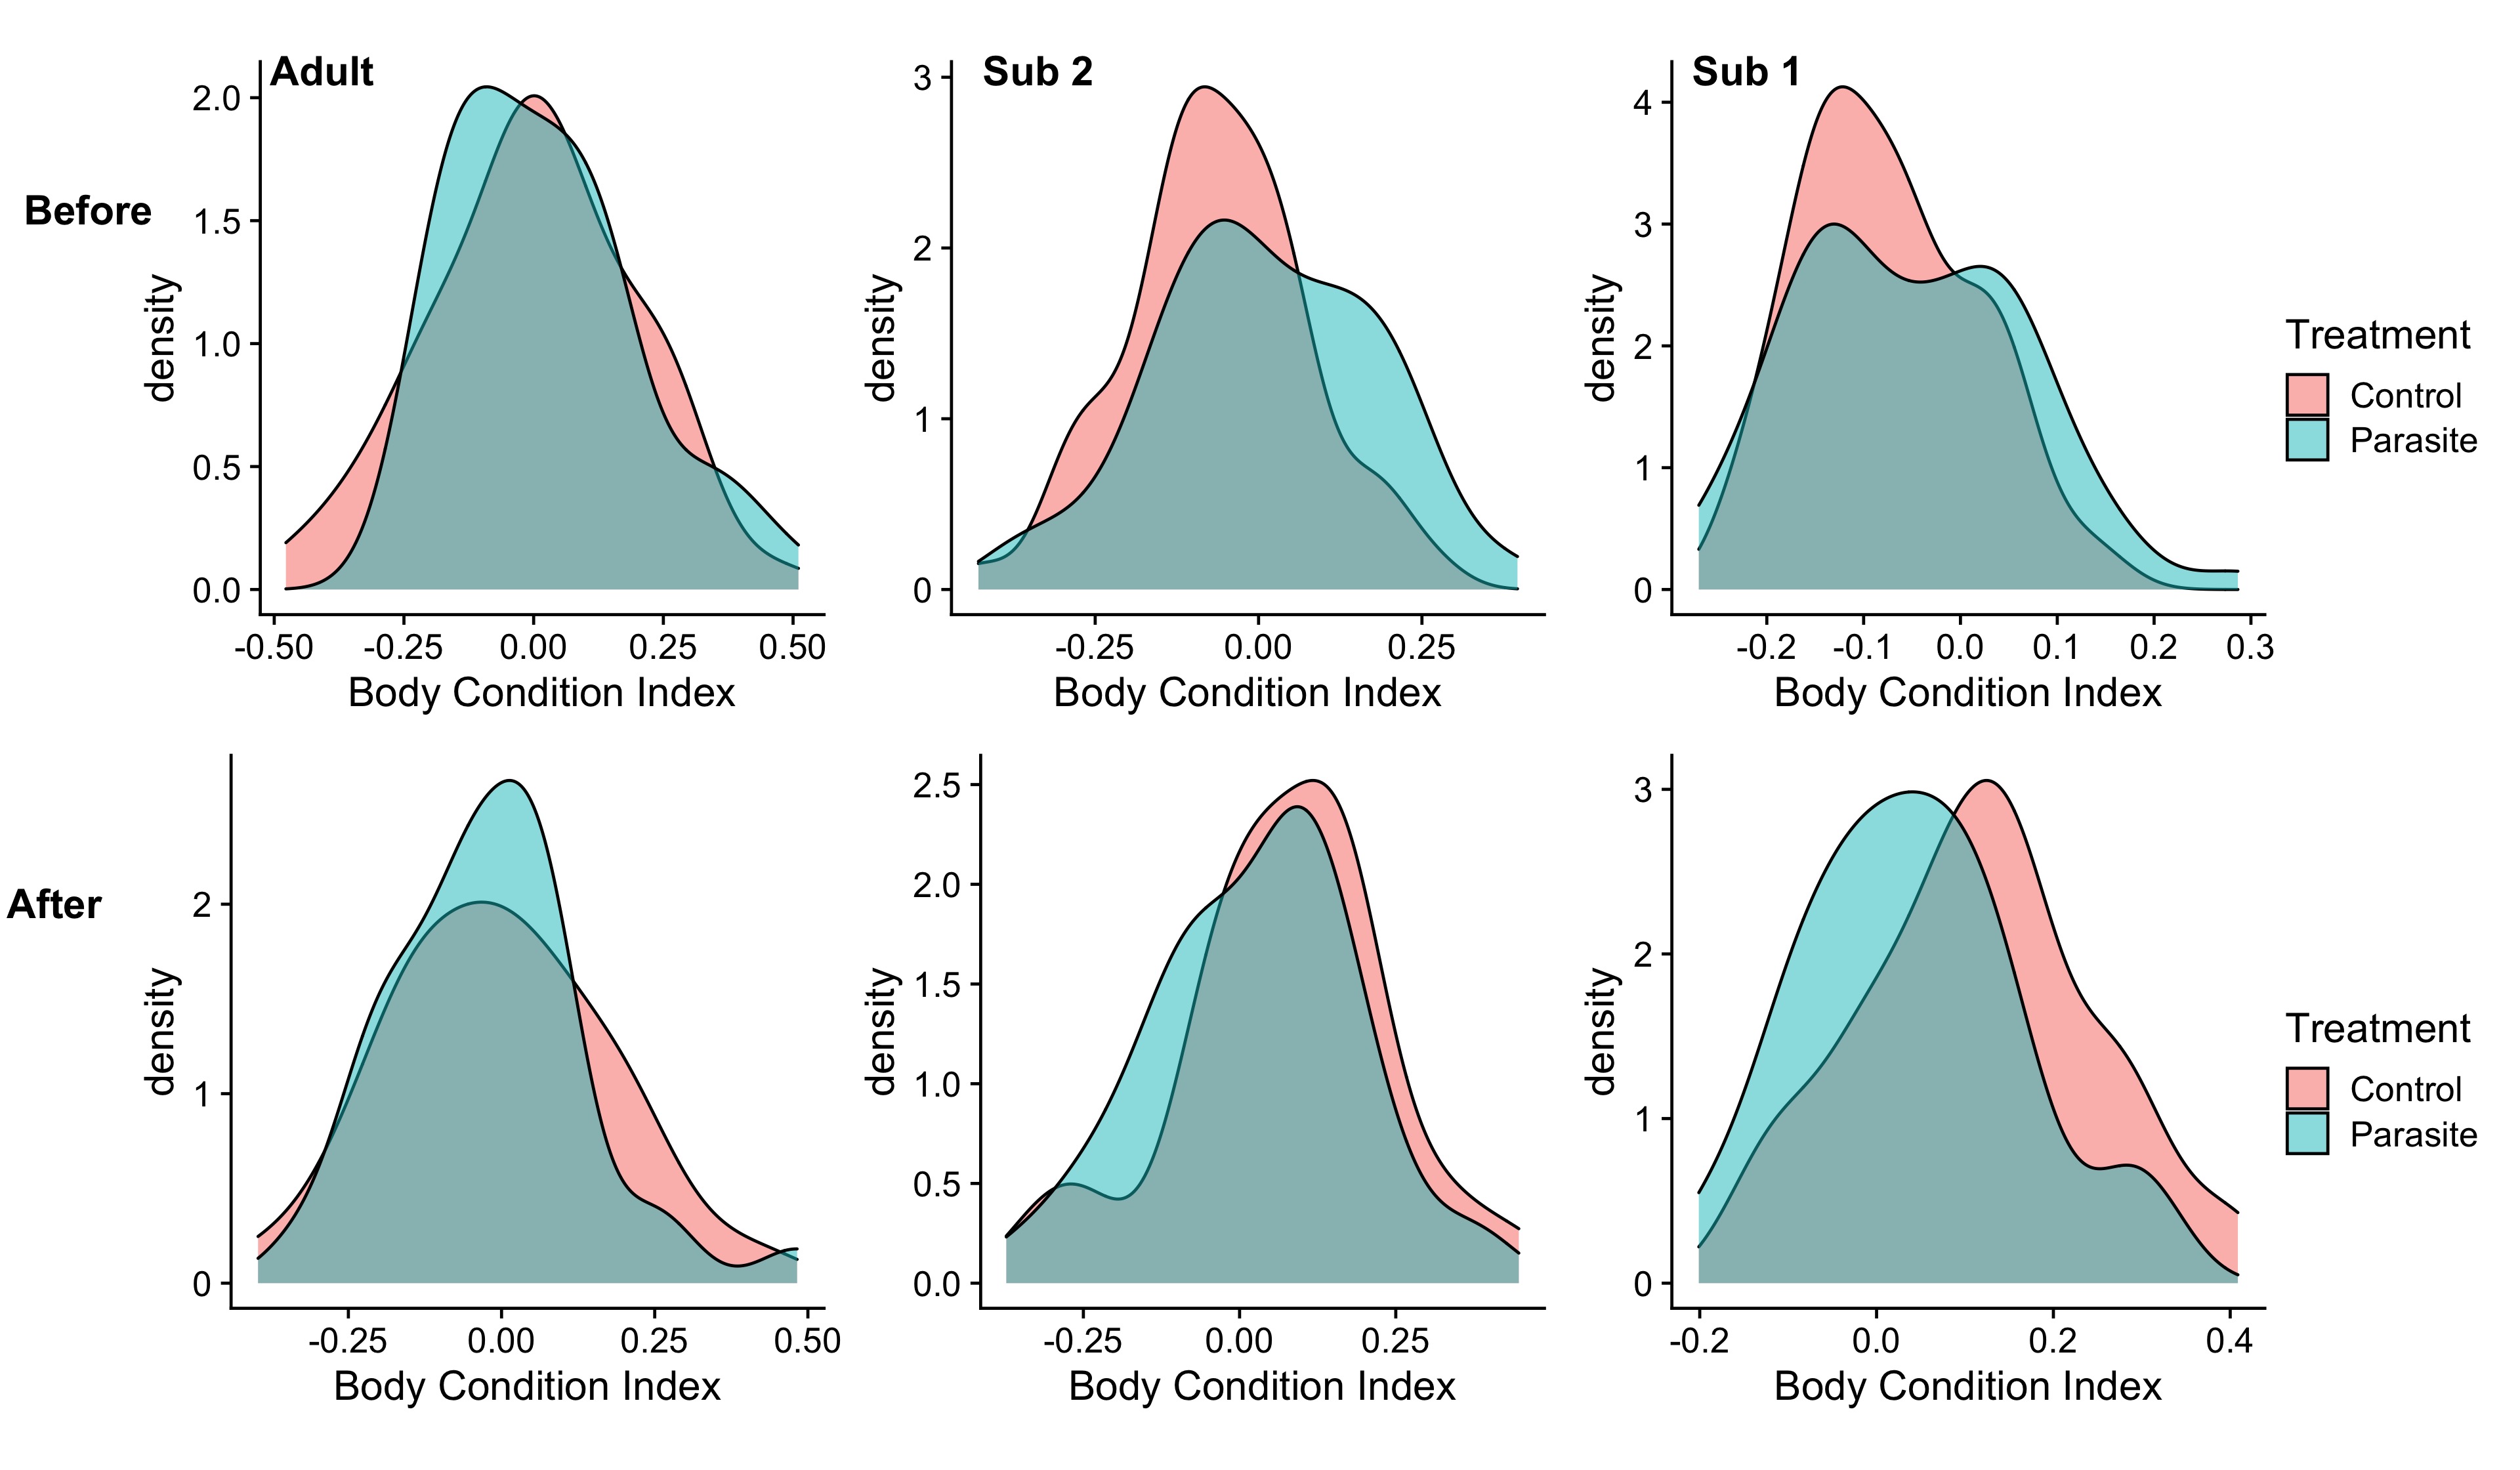 Adult
Sub 2
Sub 1
Before
density
2.0
1.5
1.0
0.5
0.0
-0.50 -0.25 0.00 0.25 0.50
Body Condition Index
density
3
2
1
0
-0.25 0.00 0.25
Body Condition Index
density
4
3
2
1
0
-0.2 -0.1 0.0 0.1 0.2 0.3
Body Condition Index
Treatment
Control
Parasite
After
density
2
1
0
-0.25 0.00 0.25 0.50
Body Condition Index
density
2.5
2.0
1.5
1.0
0.5
0.0
-0.25 0.00 0.25
Body Condition Index
density
3
2
1
0
-0.2 0.0 0.2 0.4
Body Condition Index
Treatment
Control
Parasite